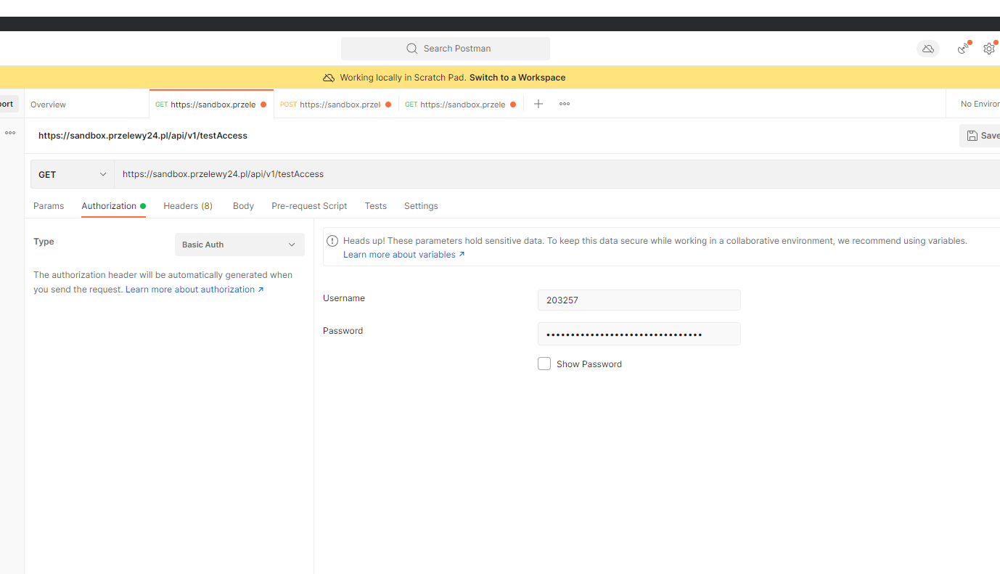 Search Postman
Working locally in Scratch Pad. Switch to a Workspace
ort
Overview
GET https://sandbox.przele
POST https://sandbox.przel
GET https://sandbox.przele
No Environ
https://sandbox.przelewy24.pl/api/v1/testAccess
Save
GET
https://sandbox.przelewy24.pl/api/v1/testAccess
Params
Authorization
Headers (8)
Body
Pre-request Script
Tests
Settings
Type
Basic Auth
The authorization header will be automatically generated when
you send the request. Learn more about authorization ↗
Heads up! These parameters hold sensitive data. To keep this data secure while working in a collaborative environment, we recommend using variables.
Learn more about variables ↗
Username
203257
Password
••••••••••••••••••••••••••••••••
Show Password